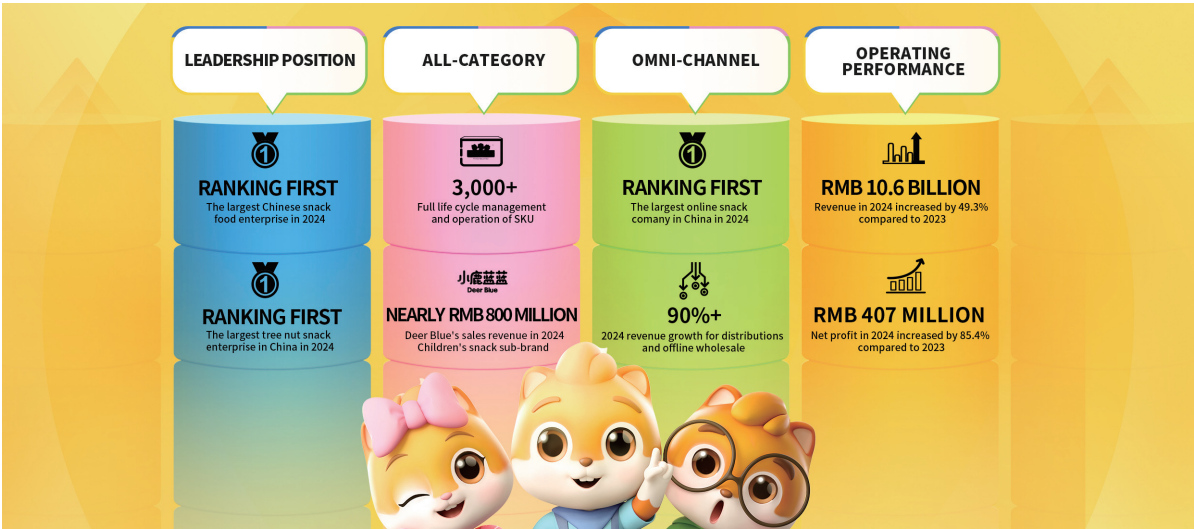 LEADERSHIP POSITION
ALL-CATEGORY
OMNI-CHANNEL
OPERATING
PERFORMANCE
1
RANKING FIRST
The largest Chinese snack
food enterprise in 2024
1
RANKING FIRST
The largest tree nut snack
enterprise in China in 2024
3,000+
Full life cycle management
and operation of SKU
小鹿蓝蓝
Deer Blue
NEARLY RMB 800 MILLION
Deer Blue's sales revenue in 2024
Children's snack sub-brand
1
RANKING FIRST
The largest online snack
comany in China in 2024
90%+
2024 revenue growth for distributions
and offline wholesale
RMB 10.6 BILLION
Revenue in 2024 increased by 49.3%
compared to 2023
RMB 407 MILLION
Net profit in 2024 increased by 85.4%
compared to 2023